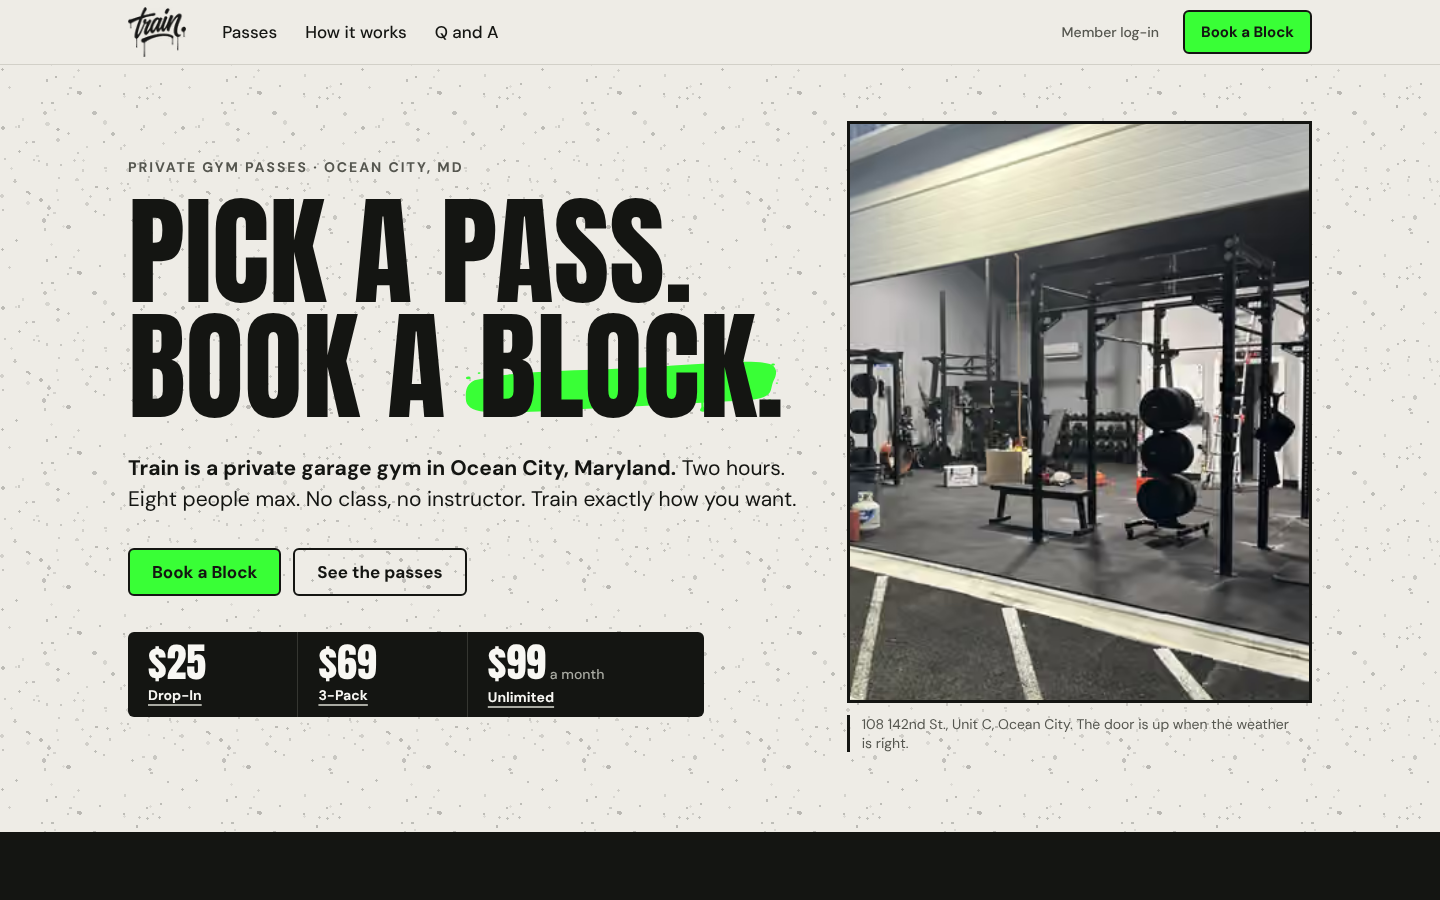 train.
Passes
How it works
Q and A
Member log-in
Book a Block
PRIVATE GYM PASSES · OCEAN CITY, MD
PICK A PASS.
BOOK A BLOCK.
Train is a private garage gym in Ocean City, Maryland. Two hours.
Eight people max. No class, no instructor. Train exactly how you want.
Book a Block
See the passes
$25
Drop-In
$69
3-Pack
$99 a month
Unlimited
108 142nd St., Unit C, Ocean City. The door is up when the weather
is right.